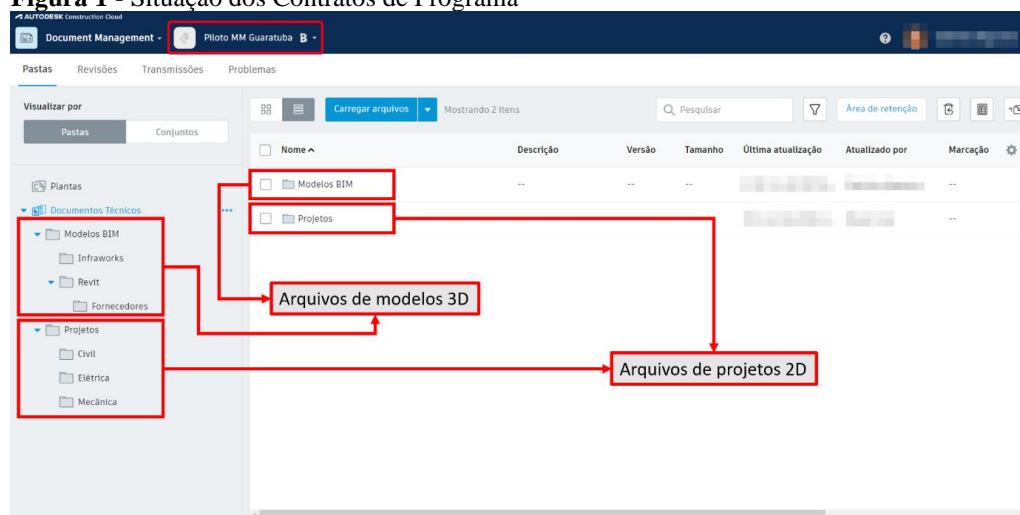 Figura 1 - Situação dos Contratos de Programa
AUTODESK Construction Cloud
Document Management
Piloto MM Guaratuba B
Pastas Revisões Transmissões Problemas
Visualizar por
Pastas Conjuntos
Carregar arquivos Mostrando 2 itens Pesquisar Área de retenção
Nome Descrição Versão Tamanho Última atualização Atualizado por Marcação
Plantas
Documentos Técnicos
Modelos BIM
Infraworks
Revit
Fornecedores
Projetos
Civil
Elétrica
Mecânica
Modelos BIM -- -- -- --
Projetos --
Arquivos de modelos 3D
Arquivos de projetos 2D